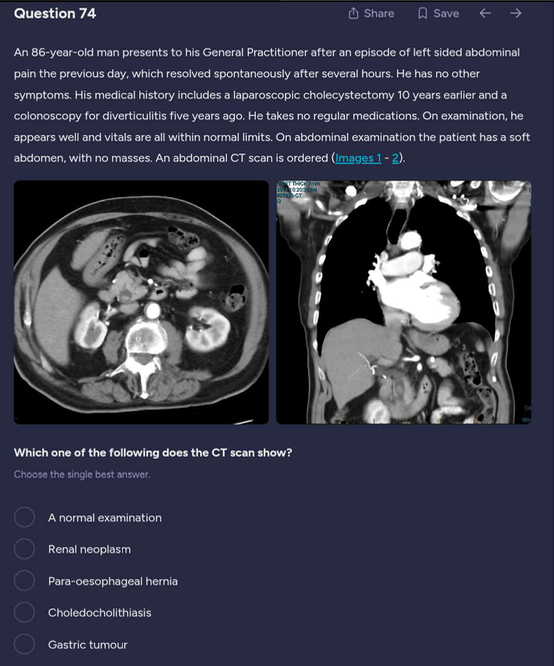 Question 74
Share
Save
An 86-year-old man presents to his General Practitioner after an episode of left sided abdominal
pain the previous day, which resolved spontaneously after several hours. He has no other
symptoms. His medical history includes a laparoscopic cholecystectomy 10 years earlier and a
colonoscopy for diverticulitis five years ago. He takes no regular medications. On examination, he
appears well and vitals are all within normal limits. On abdominal examination the patient has a soft
abdomen, with no masses. An abdominal CT scan is ordered (Images 1 - 2).
Which one of the following does the CT scan show?
Choose the single best answer.
A normal examination
Renal neoplasm
Para-oesophageal hernia
Choledocholithiasis
Gastric tumour